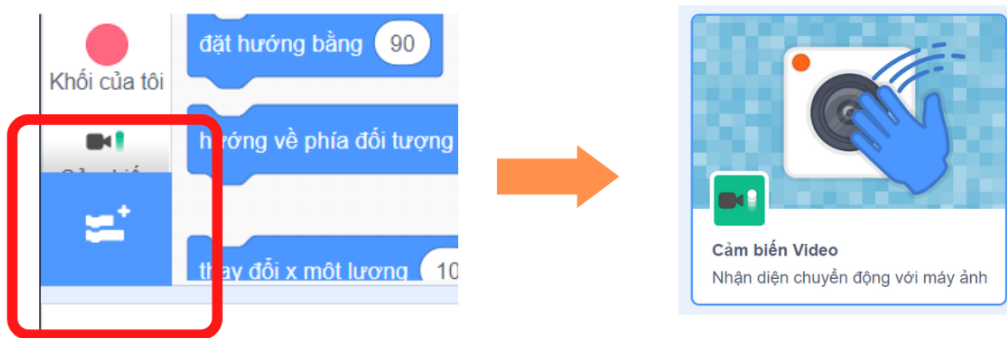 đặt hướng bằng 90
Khối của tôi
hướng về phía đối tượng
thay đổi x một lượng 10
Cảm biến Video
Nhận diện chuyển động với máy ảnh